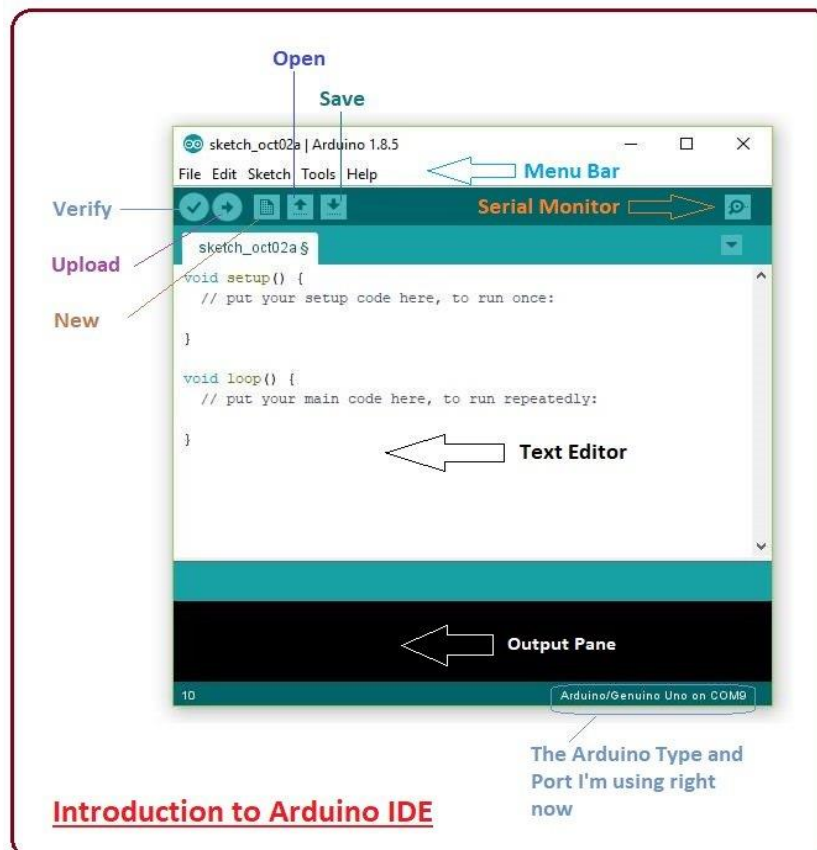 Open
Save
sketch_oct02a | Arduino 1.8.5
File Edit Sketch Tools Help
Menu Bar
Verify
Serial Monitor
sketch_oct02a §
Upload
New
void setup() {
// put your setup code here, to run once:
}
void loop() {
// put your main code here, to run repeatedly:
}
Text Editor
Output Pane
10
Arduino/Genuino Uno on COM9
The Arduino Type and
Port I'm using right
now
Introduction to Arduino IDE